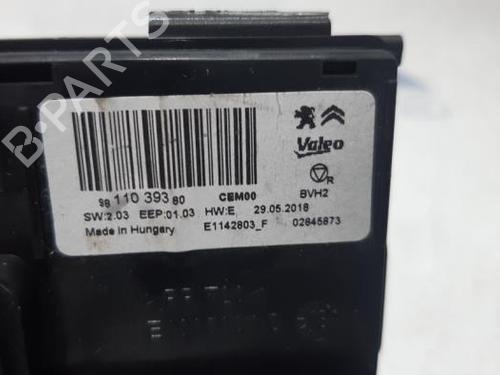 B-PARTS
Valeo
R
98 110 393 80
CEM00
BVH2
SW:2.03 EEP:01.03 HW:E 29.05.2018
Made in Hungary E1142803_F 02845873